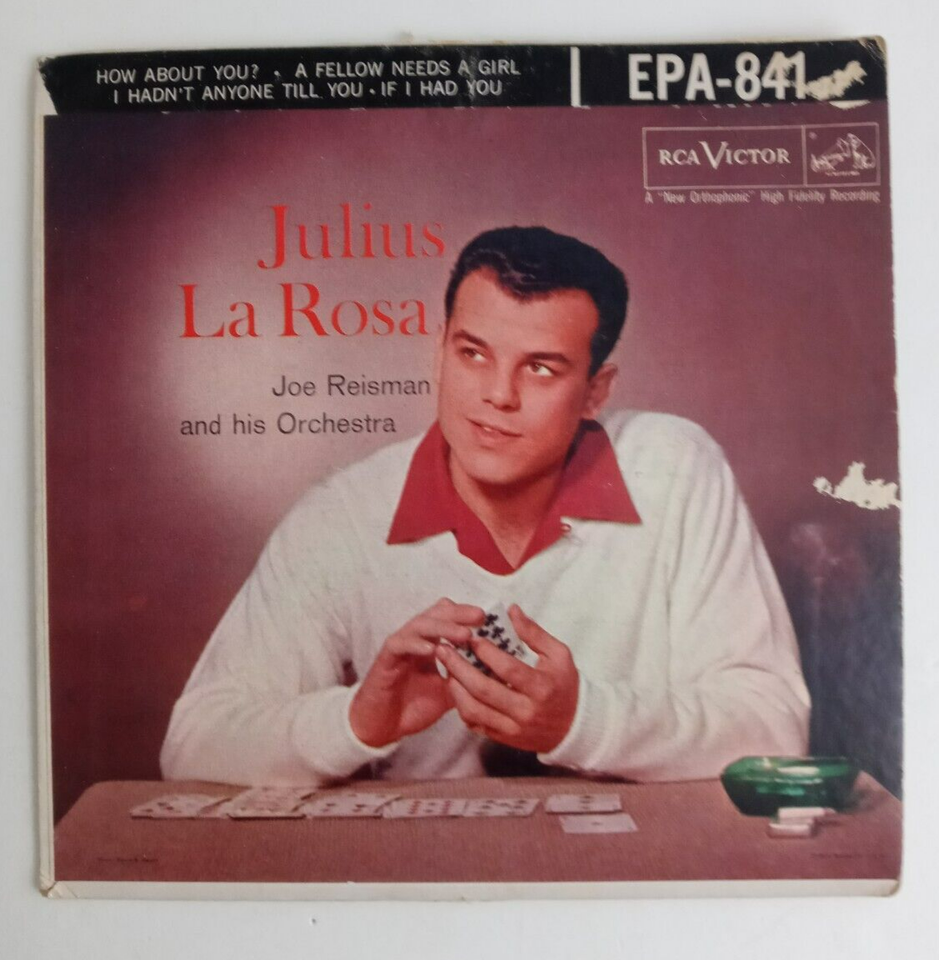 HOW ABOUT YOU? • A FELLOW NEEDS A GIRL
I HADN'T ANYONE TILL YOU • IF I HAD YOU
EPA-841
RCA VICTOR
A "New Orthophonic" High Fidelity Recording
Julius
La Rosa
Joe Reisman
and his Orchestra